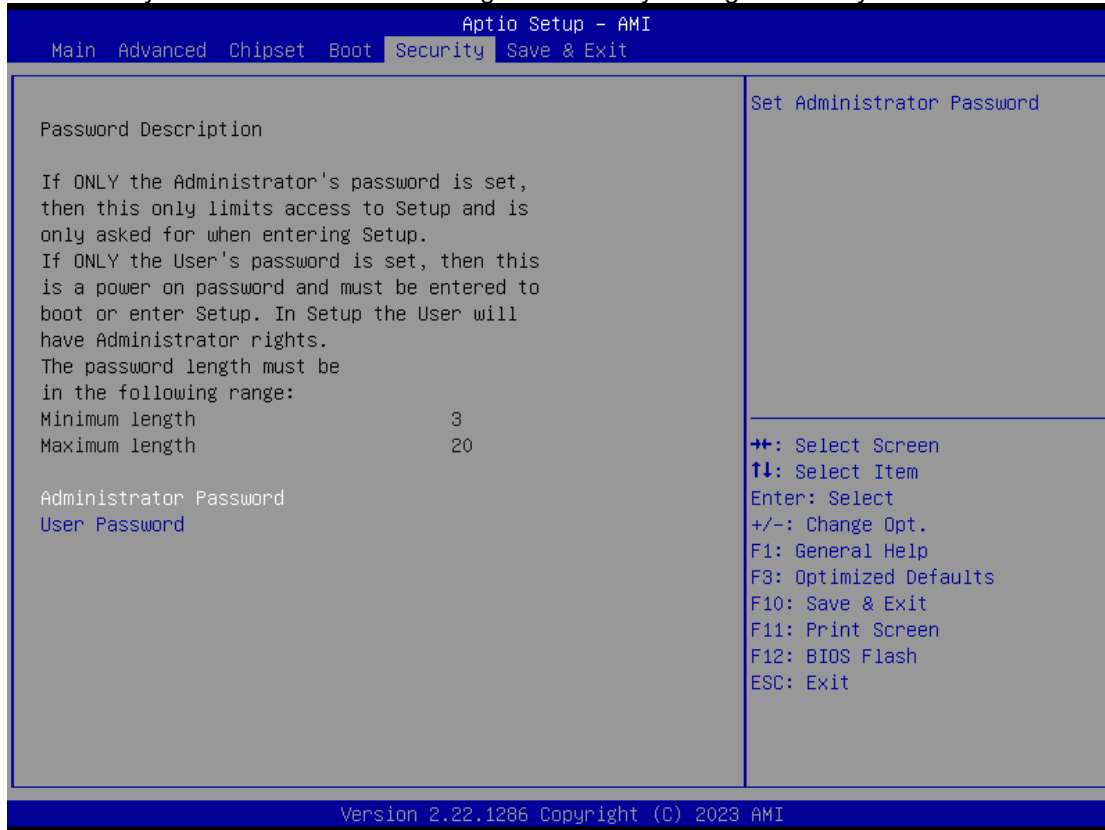 Aptio Setup - AMI
Main Advanced Chipset Boot Security Save & Exit
Password Description
If ONLY the Administrator's password is set,
then this only limits access to Setup and is
only asked for when entering Setup.
If ONLY the User's password is set, then this
is a power on password and must be entered to
boot or enter Setup. In Setup the User will
have Administrator rights.
The password length must be
in the following range:
Minimum length 3
Maximum length 20
Administrator Password
User Password
Set Administrator Password
→←: Select Screen
↑↓: Select Item
Enter: Select
+/-: Change Opt.
F1: General Help
F3: Optimized Defaults
F10: Save & Exit
F11: Print Screen
F12: BIOS Flash
ESC: Exit
Version 2.22.1286 Copyright (C) 2023 AMI